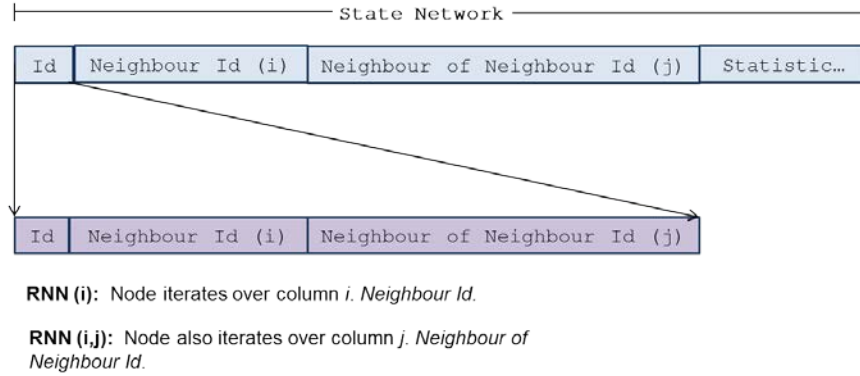 State Network
Id Neighbour Id (i) Neighbour of Neighbour Id (j) Statistic…
Id Neighbour Id (i) Neighbour of Neighbour Id (j)
RNN (i): Node iterates over column i. Neighbour Id.
RNN (i,j): Node also iterates over column j. Neighbour of
Neighbour Id.